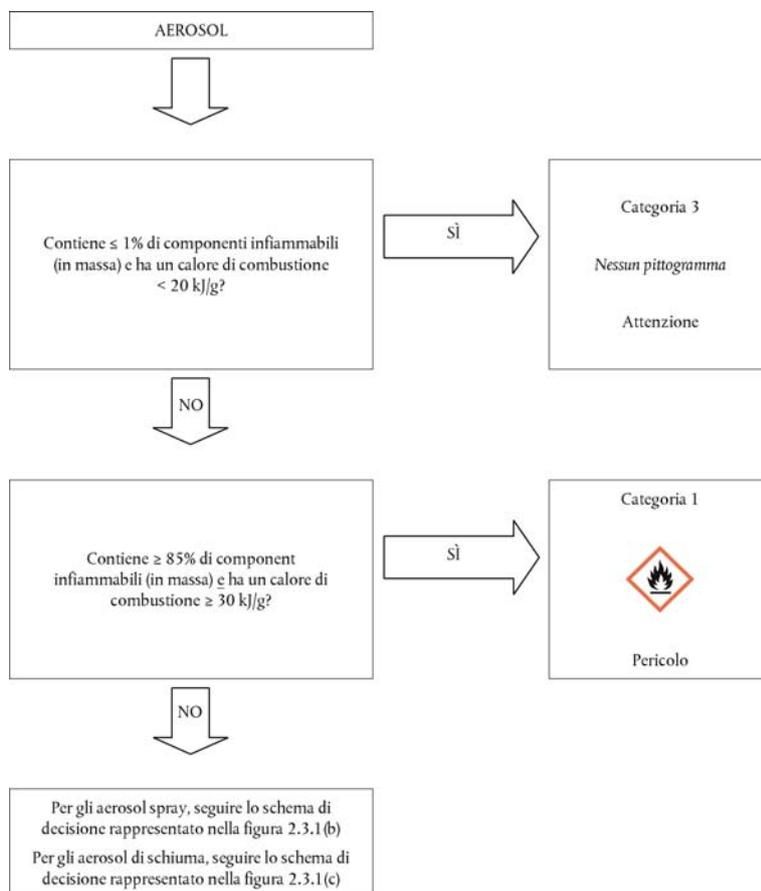 AEROSOL
Contiene ≤ 1% di componenti infiammabili
(in massa) e ha un calore di combustione
< 20 kJ/g?
SÌ
Categoria 3
Nessun pittogramma
Attenzione
NO
Contiene ≥ 85% di component
infiammabili (in massa) e ha un calore di
combustione ≥ 30 kJ/g?
SÌ
Categoria 1
Pericolo
NO
Per gli aerosol spray, seguire lo schema di
decisione rappresentato nella figura 2.3.1(b)
Per gli aerosol di schiuma, seguire lo schema di
decisione rappresentato nella figura 2.3.1(c)